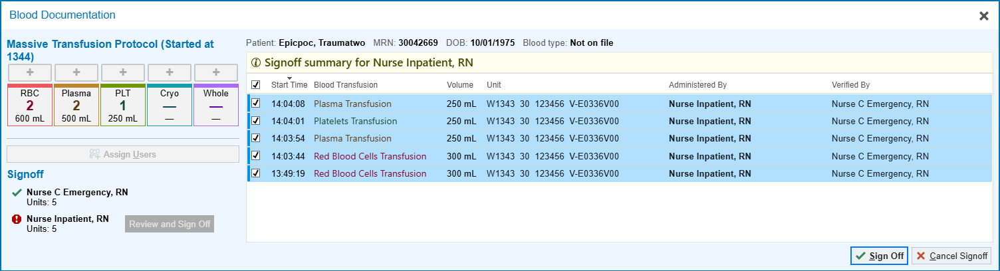 Blood Documentation
Massive Transfusion Protocol (Started at
1344)
+ + + + +
RBC Plasma PLT Cryo Whole
2 2 1 — —
600 mL 500 mL 250 mL — —
Assign Users
Signoff
Nurse C Emergency, RN
Units: 5
Nurse Inpatient, RN
Units: 5
Review and Sign Off
Patient: Epicpoc, Traumatwo MRN: 30042669 DOB: 10/01/1975 Blood type: Not on file
Signoff summary for Nurse Inpatient, RN
Start Time Blood Transfusion Volume Unit Administered By Verified By
14:04:08 Plasma Transfusion 250 mL W1343 30 123456 V-E0336V00 Nurse Inpatient, RN Nurse C Emergency, RN
14:04:01 Platelets Transfusion 250 mL W1343 30 123456 V-E0336V00 Nurse Inpatient, RN Nurse C Emergency, RN
14:03:54 Plasma Transfusion 250 mL W1343 30 123456 V-E0336V00 Nurse Inpatient, RN Nurse C Emergency, RN
14:03:44 Red Blood Cells Transfusion 300 mL W1343 30 123456 V-E0336V00 Nurse Inpatient, RN Nurse C Emergency, RN
13:49:19 Red Blood Cells Transfusion 300 mL W1343 30 123456 V-E0336V00 Nurse Inpatient, RN Nurse C Emergency, RN
Sign Off Cancel Signoff